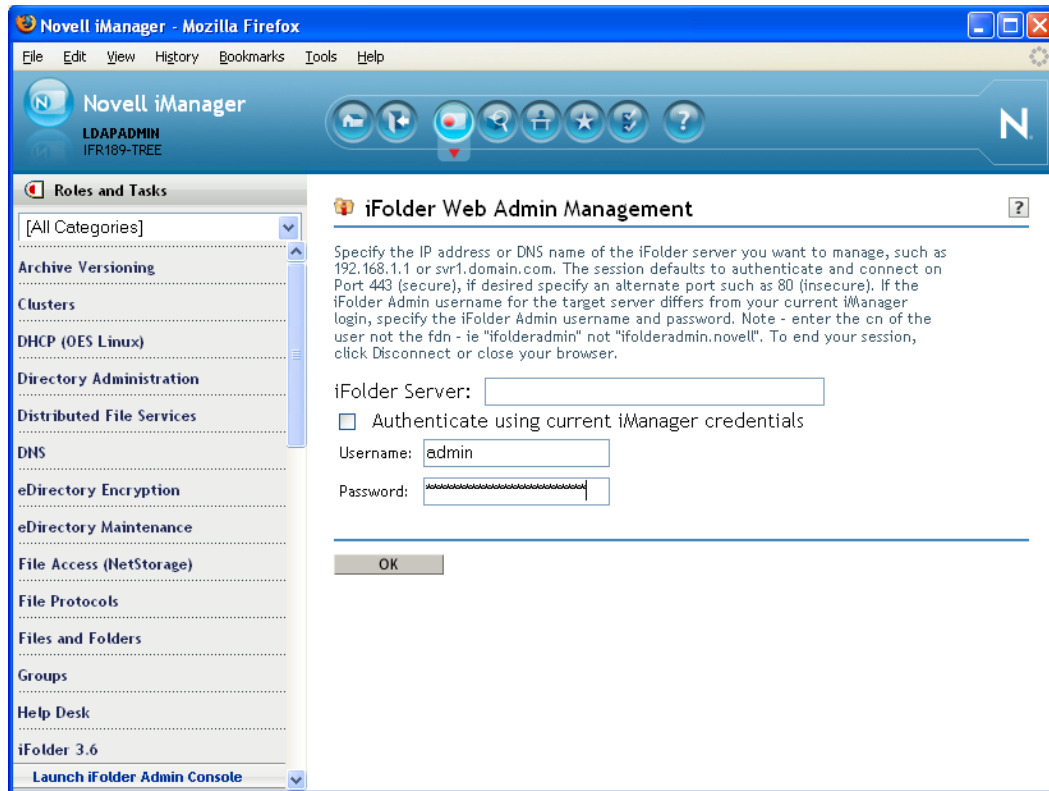 Novell iManager - Mozilla Firefox
File Edit View History Bookmarks Tools Help
Novell iManager
LDAPADMIN
IFR189-TREE
N
N
?
Roles and Tasks
[All Categories]
Archive Versioning
Clusters
DHCP (OES Linux)
Directory Administration
Distributed File Services
DNS
eDirectory Encryption
eDirectory Maintenance
File Access (NetStorage)
File Protocols
Files and Folders
Groups
Help Desk
iFolder 3.6
Launch iFolder Admin Console
iFolder Web Admin Management
?
Specify the IP address or DNS name of the iFolder server you want to manage, such as
192.168.1.1 or svr1.domain.com. The session defaults to authenticate and connect on
Port 443 (secure), if desired specify an alternate port such as 80 (insecure). If the
iFolder Admin username for the target server differs from your current iManager
login, specify the iFolder Admin username and password. Note - enter the cn of the
user not the fdn - ie "ifolderadmin" not "ifolderadmin.novell". To end your session,
click Disconnect or close your browser.
iFolder Server:
Authenticate using current iManager credentials
Username: admin
Password: **************************
OK